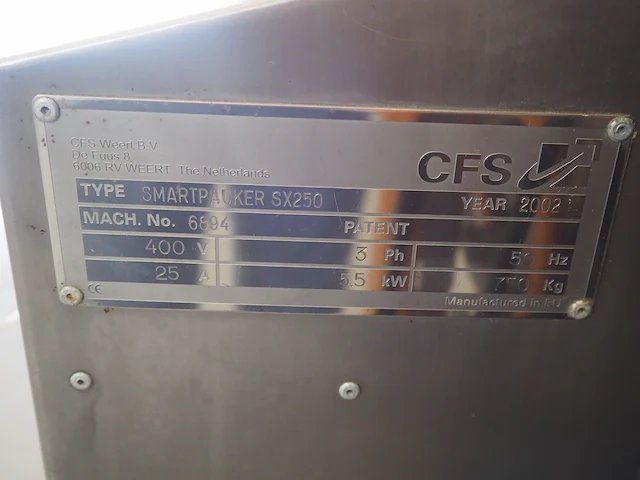 CFS Weert B.V.
De Fuus 8,
6006 RV WEERT The Netherlands
CFS
TYPE SMARTPACKER SX250 YEAR 2002
MACH. No. 6894 PATENT
400 V 3 Ph Hz
25 A 5.5 kW Kg
CE Manufactured in EU